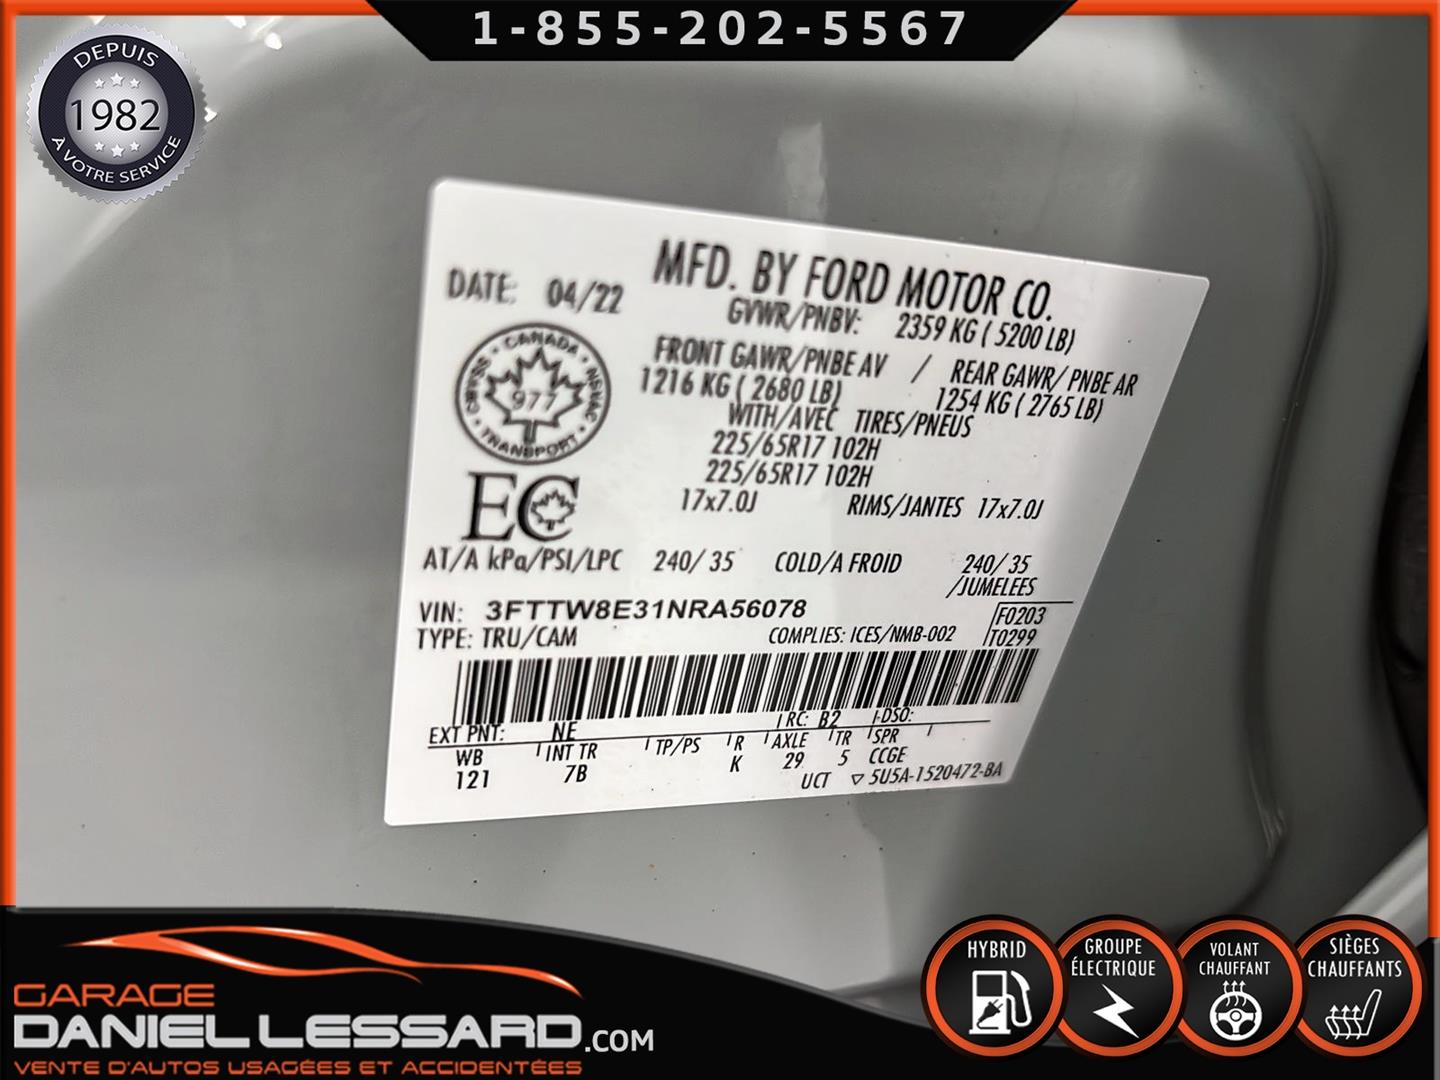 1-855-202-5567
DEPUIS
1982
À VOTRE SERVICE
MFD. BY FORD MOTOR CO.
DATE: 04/22
GVWR/PNBV: 2359 KG ( 5200 LB)
FRONT GAWR/PNBE AV / REAR GAWR/ PNBE AR
1216 KG ( 2680 LB) 1254 KG ( 2765 LB)
WITH/AVEC TIRES/PNEUS
225/65R17 102H
225/65R17 102H
17x7.0J RIMS/JANTES 17x7.0J
CANADA
977
TRANSPORT
EC
AT/A kPa/PSI/LPC 240/ 35 COLD/A FROID 240/ 35
/JUMELEES
VIN: 3FTTW8E31NRA56078
F0203
TYPE: TRU/CAM COMPLIES: ICES/NMB-002 T0299
EXT PNT: NE RC: B2 DSO:
WB INT TR TP/PS R AXLE TR SPR
121 7B K 29 5 CCGE
UCT ▽ 5U5A-1520472-BA
HYBRID
GROUPE
ÉLECTRIQUE
VOLANT
CHAUFFANT
SIÈGES
CHAUFFANTS
GARAGE
DANIEL LESSARD.COM
VENTE D'AUTOS USAGÉES ET ACCIDENTÉES